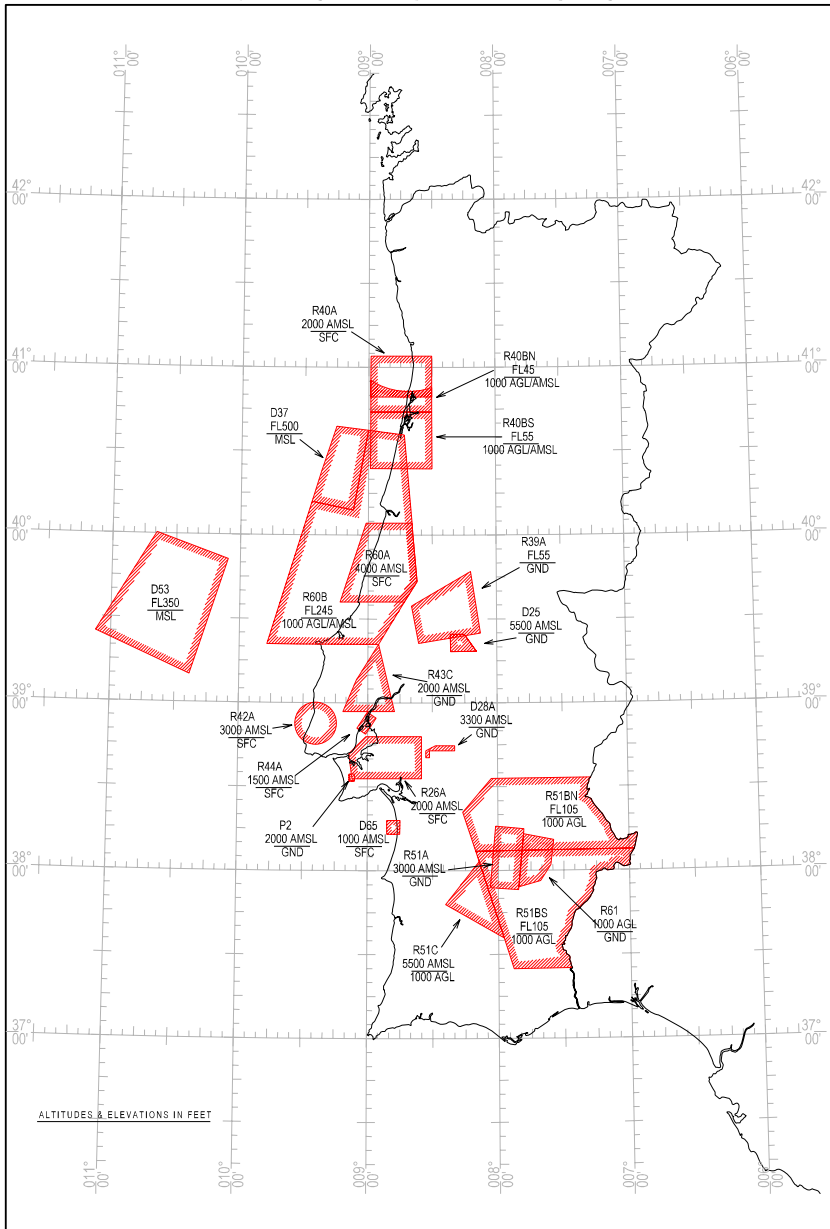 011°
00'
010°
00'
009°
00'
008°
00'
007°
00'
006°
00'
42°
00'
42°
00'
R40A
2000 AMSL
SFC
41°
00'
R40BN
FL45
1000 AGL/AMSL
41°
00'
D37
FL500
MSL
R40BS
FL55
1000 AGL/AMSL
40°
00'
40°
00'
R60A
4000 AMSL
SFC
R39A
FL55
GND
D53
FL350
MSL
R60B
FL245
1000 AGL/AMSL
D25
5500 AMSL
GND
39°
00'
R43C
2000 AMSL
GND
39°
00'
R42A
3000 AMSL
SFC
D28A
3300 AMSL
GND
R44A
1500 AMSL
SFC
R26A
2000 AMSL
SFC
R51BN
FL105
1000 AGL
P2
2000 AMSL
GND
D65
1000 AMSL
SFC
38°
00'
R51A
3000 AMSL
GND
38°
00'
R61
1000 AGL
GND
R51BS
FL105
1000 AGL
R51C
5500 AMSL
1000 AGL
37°
00'
37°
00'
ALTITUDES & ELEVATIONS IN FEET
011°
00'
010°
00'
009°
00'
008°
00'
007°
00'
006°
00'